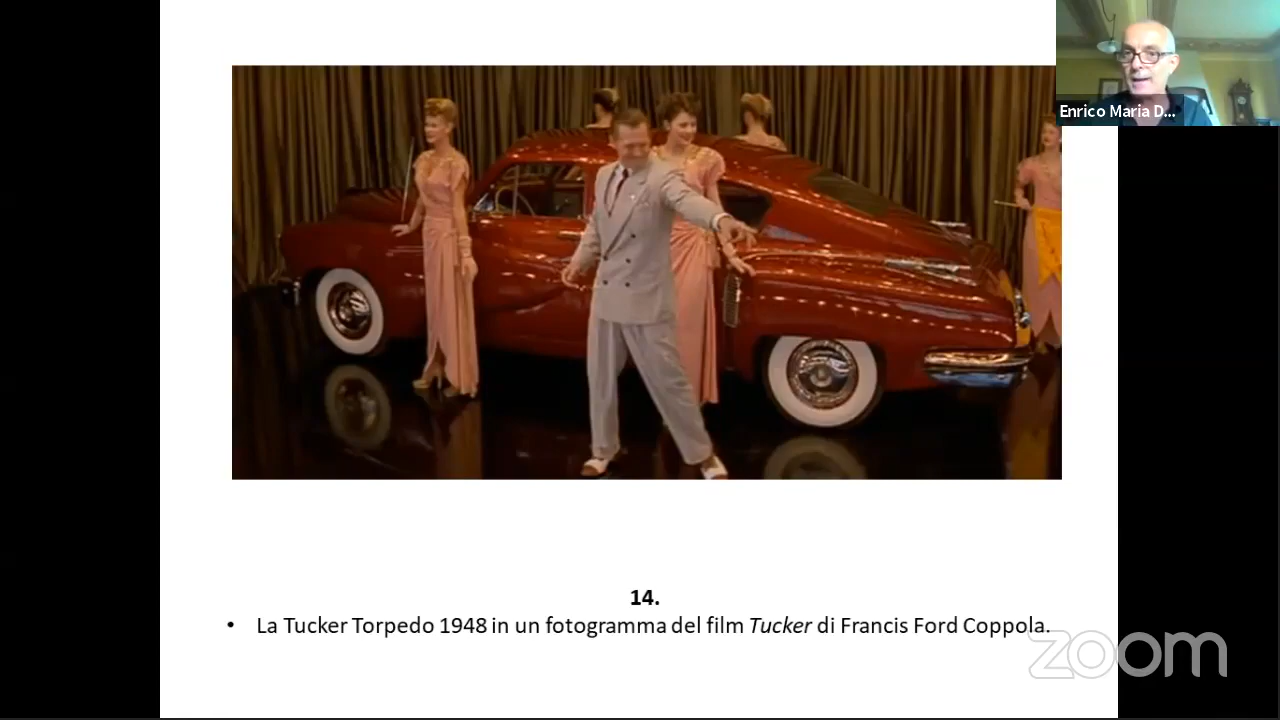 Enrico Maria D...
14.
• La Tucker Torpedo 1948 in un fotogramma del film Tucker di Francis Ford Coppola.
zoom